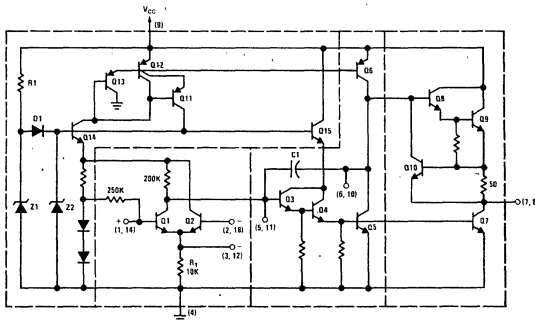 VCC
(9)
R1
Q13
Q12
Q6
Q11
Q8
Q9
D1
Q14
Q15
Q10
C1
200K
250K
50
(6, 10)
Z1
Z2
+
(1, 14)
Q1
Q2
−
(2, 18)
(5, 11)
Q3
Q4
Q5
Q7
(7, 8
−
(3, 12)
RT
10K
(4)